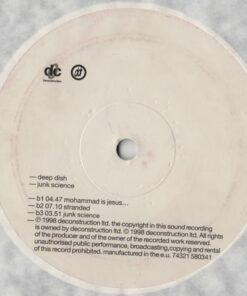 dfc
deconstruction
— deep dish
— junk science
— b1 04.47 mohammad is jesus...
— b2 07.10 stranded
— b3 03.51 junk science
— ℗ 1998 deconstruction ltd. the copyright in this sound recording
is owned by deconstruction ltd. © 1998 deconstruction ltd. All rights
of the producer and of the owner of the recorded work reserved.
unauthorised public performance, broadcasting,copying and rental
of this record prohibited. manufactured in the e.u. 74321 580341